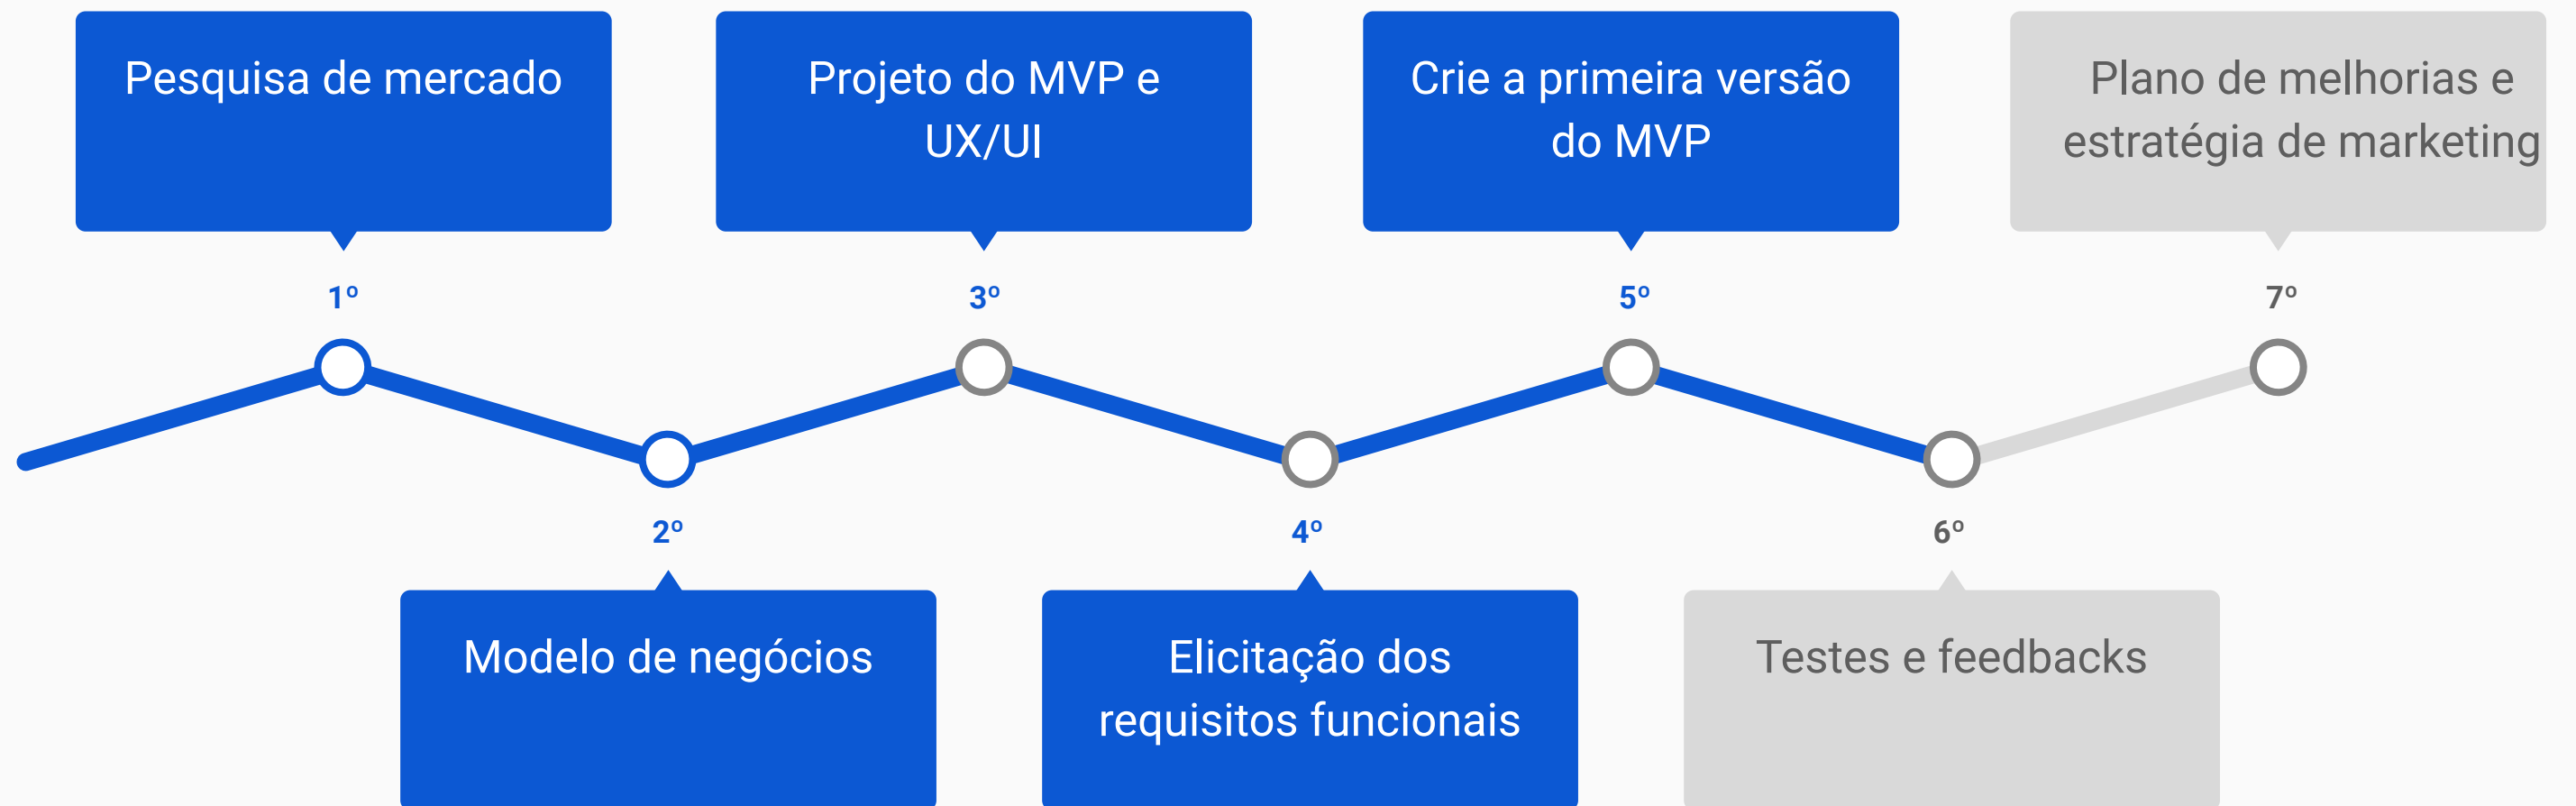 Pesquisa de mercado
Projeto do MVP e
UX/UI
Crie a primeira versão
do MVP
Plano de melhorias e
estratégia de marketing
1º
3º
5º
7º
2º
4º
6º
Modelo de negócios
Elicitação dos
requisitos funcionais
Testes e feedbacks